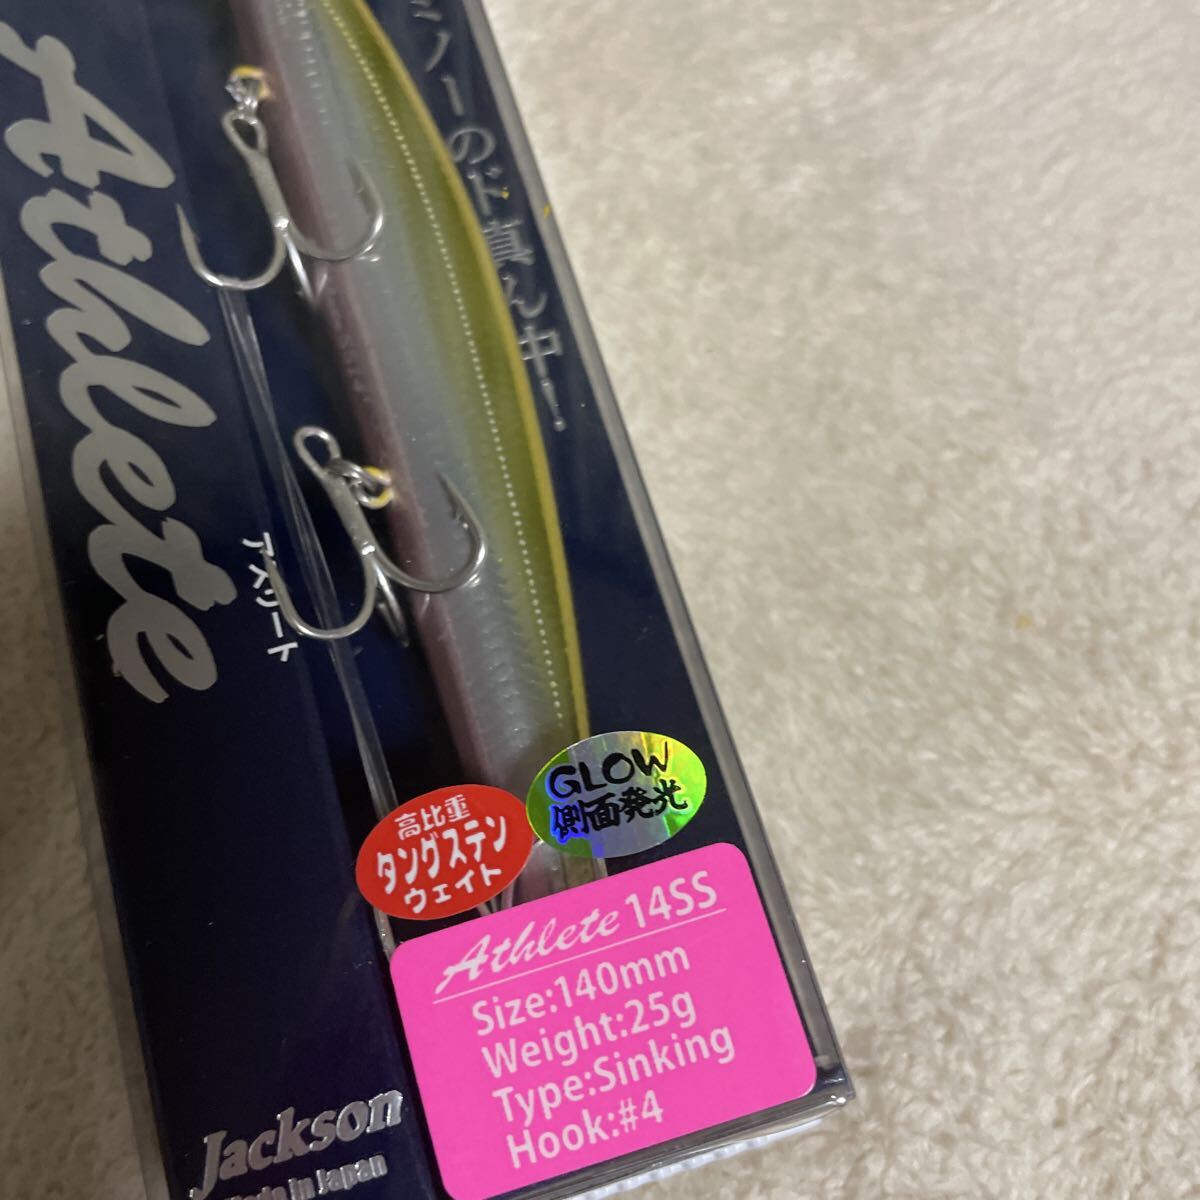 Athlete
アスリート
ミノーのド真ん中!
GLOW
側面発光
高比重
タングステン
ウェイト
Athlete 14SS
Size:140mm
Weight:25g
Type:Sinking
Hook:#4
Jackson
Made in Japan